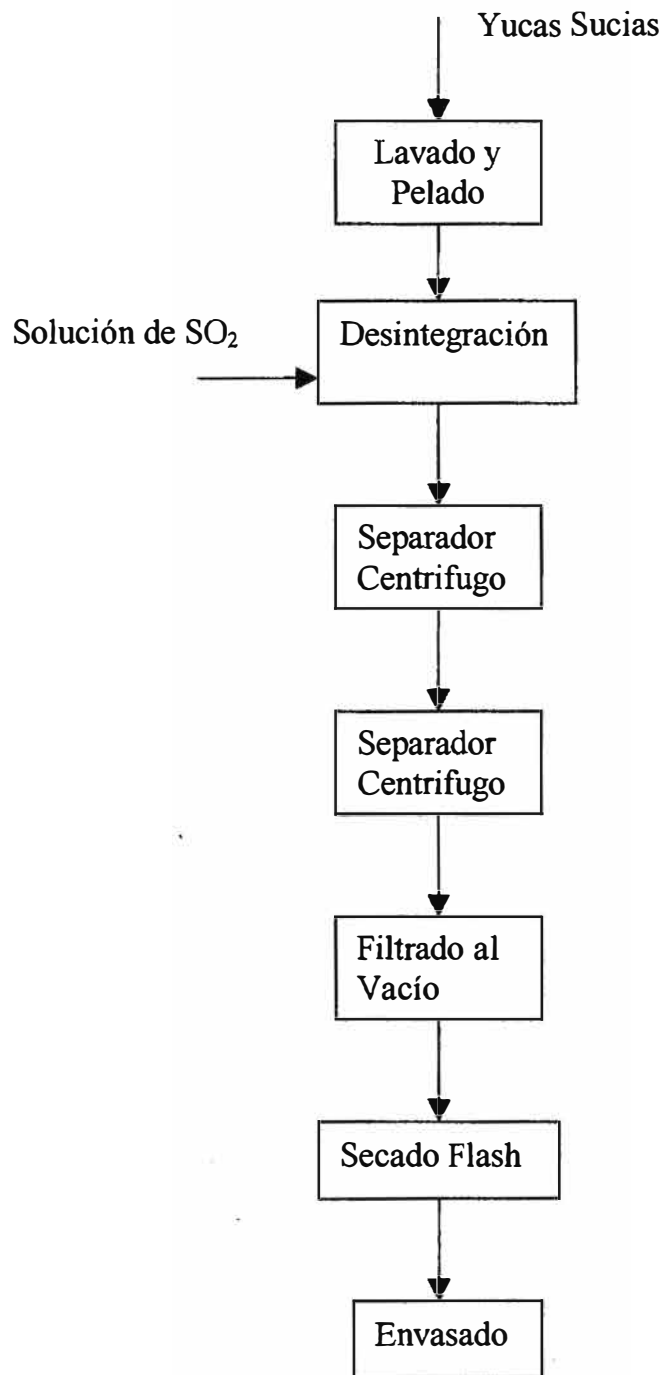 Yucas Sucias
Lavado y
Pelado
Solución de SO₂
Desintegración
Separador
Centrifugo
Separador
Centrifugo
Filtrado al
Vacío
Secado Flash
Envasado